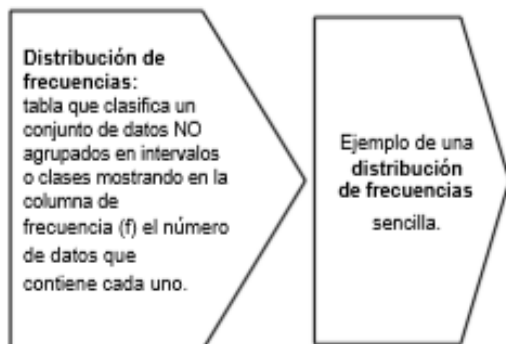 Distribución de
frecuencias:
tabla que clasifica un
conjunto de datos NO
agrupados en intervalos
o clases mostrando en la
columna de
frecuencia (f) el número
de datos que
contiene cada uno.
Ejemplo de una
distribución
de frecuencias
sencilla.